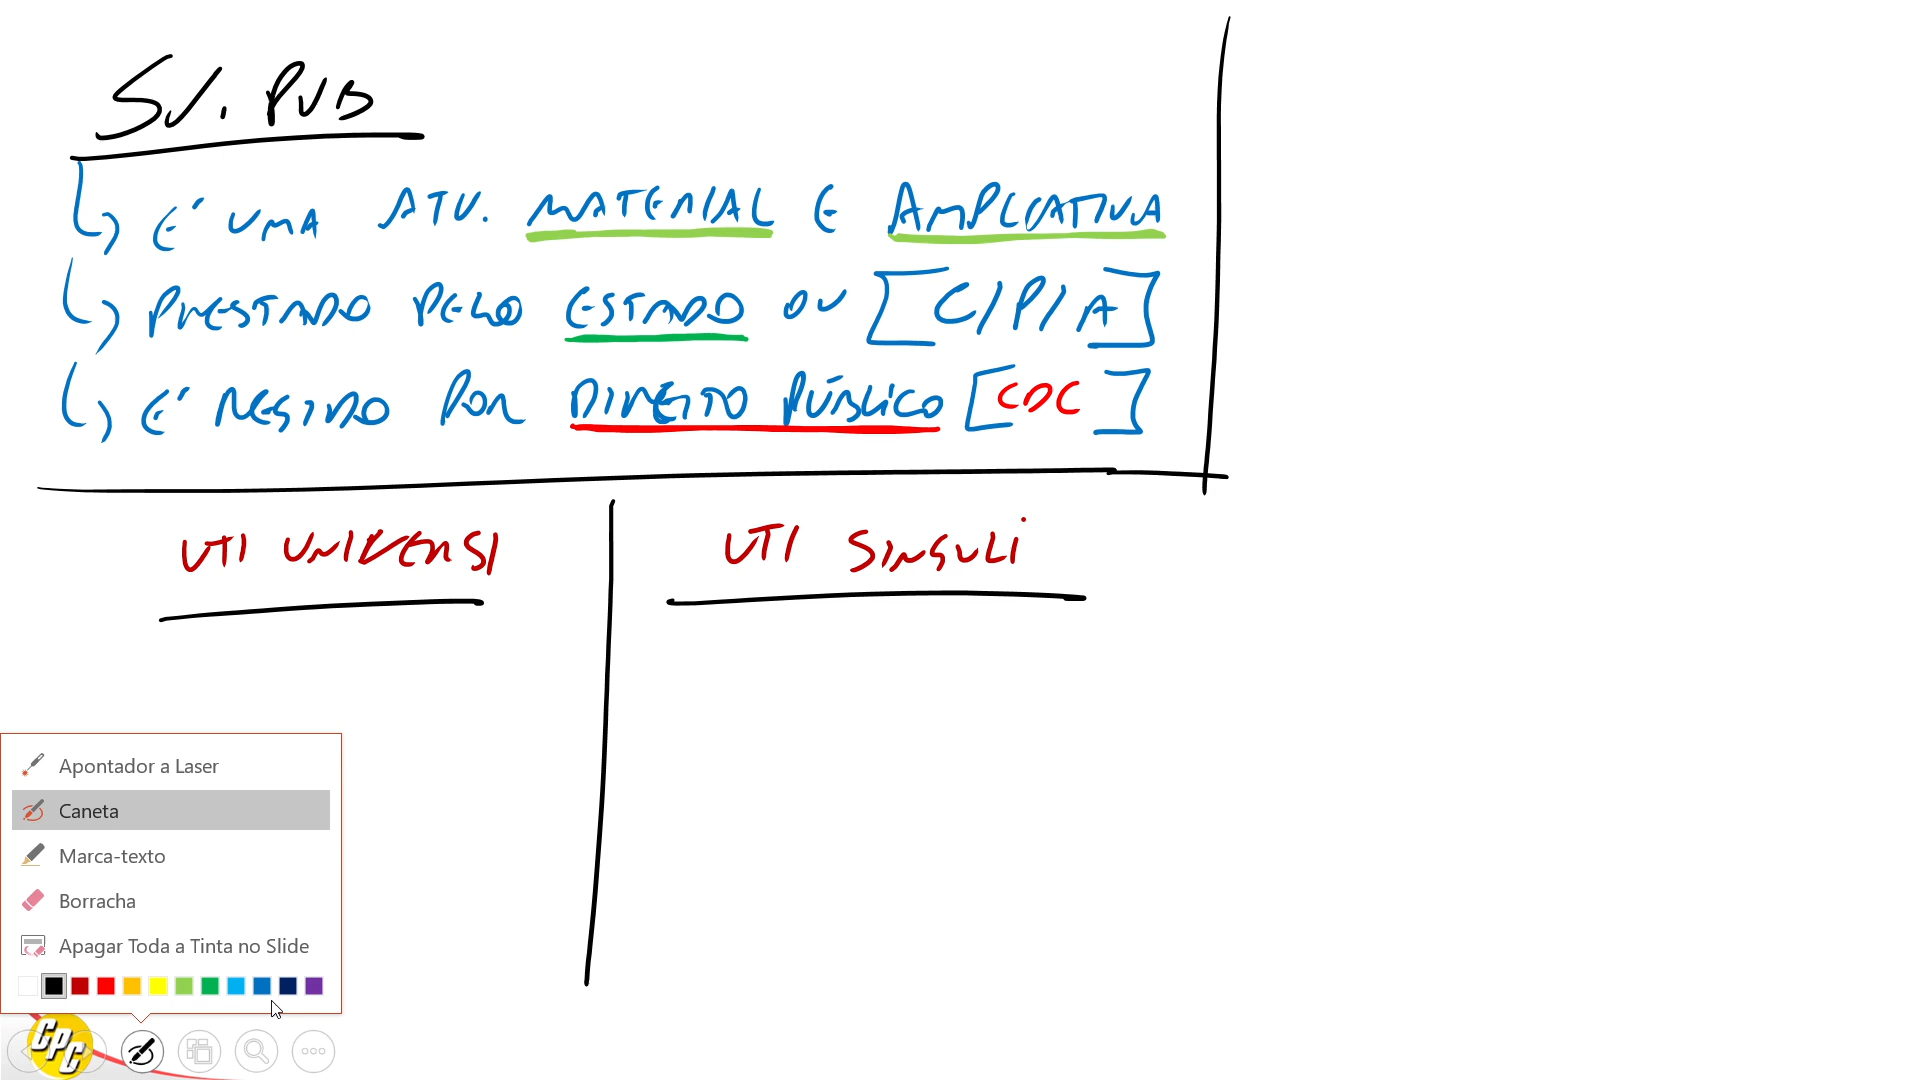 SV. PUB
É UMA ATV. MATERIAL E AMPLIATIVA
PRESTADO PELO ESTADO OU [C/P/A]
É REGIDO POR DIREITO PÚBLICO [CDC]
UTI UNIVERSI
UTI SINGULI
Apontador a Laser
Caneta
Marca-texto
Borracha
Apagar Toda a Tinta no Slide
CPC